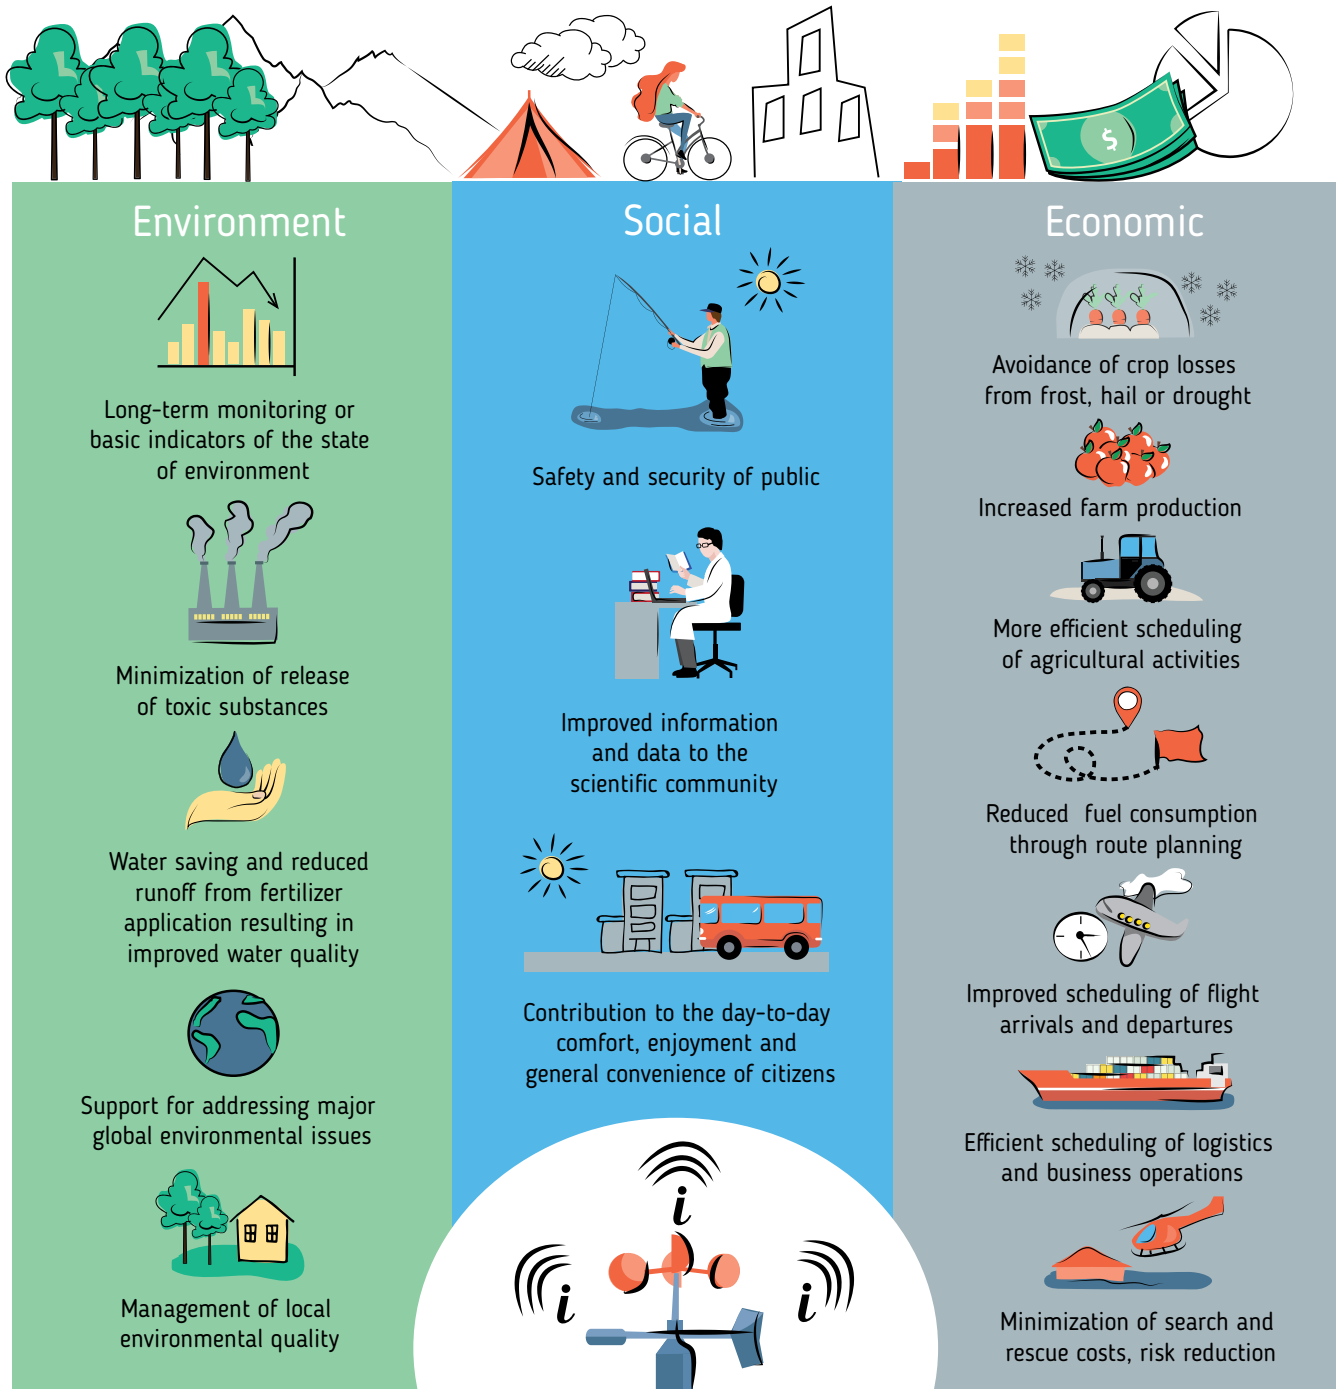 $
Environment
Long-term monitoring or
basic indicators of the state
of environment
Minimization of release
of toxic substances
Water saving and reduced
runoff from fertilizer
application resulting in
improved water quality
Support for addressing major
global environmental issues
Management of local
environmental quality
Social
Safety and security of public
Improved information
and data to the
scientific community
Contribution to the day-to-day
comfort, enjoyment and
general convenience of citizens
i
i
i
Economic
Avoidance of crop losses
from frost, hail or drought
Increased farm production
More efficient scheduling
of agricultural activities
Reduced fuel consumption
through route planning
Improved scheduling of flight
arrivals and departures
Efficient scheduling of logistics
and business operations
Minimization of search and
rescue costs, risk reduction